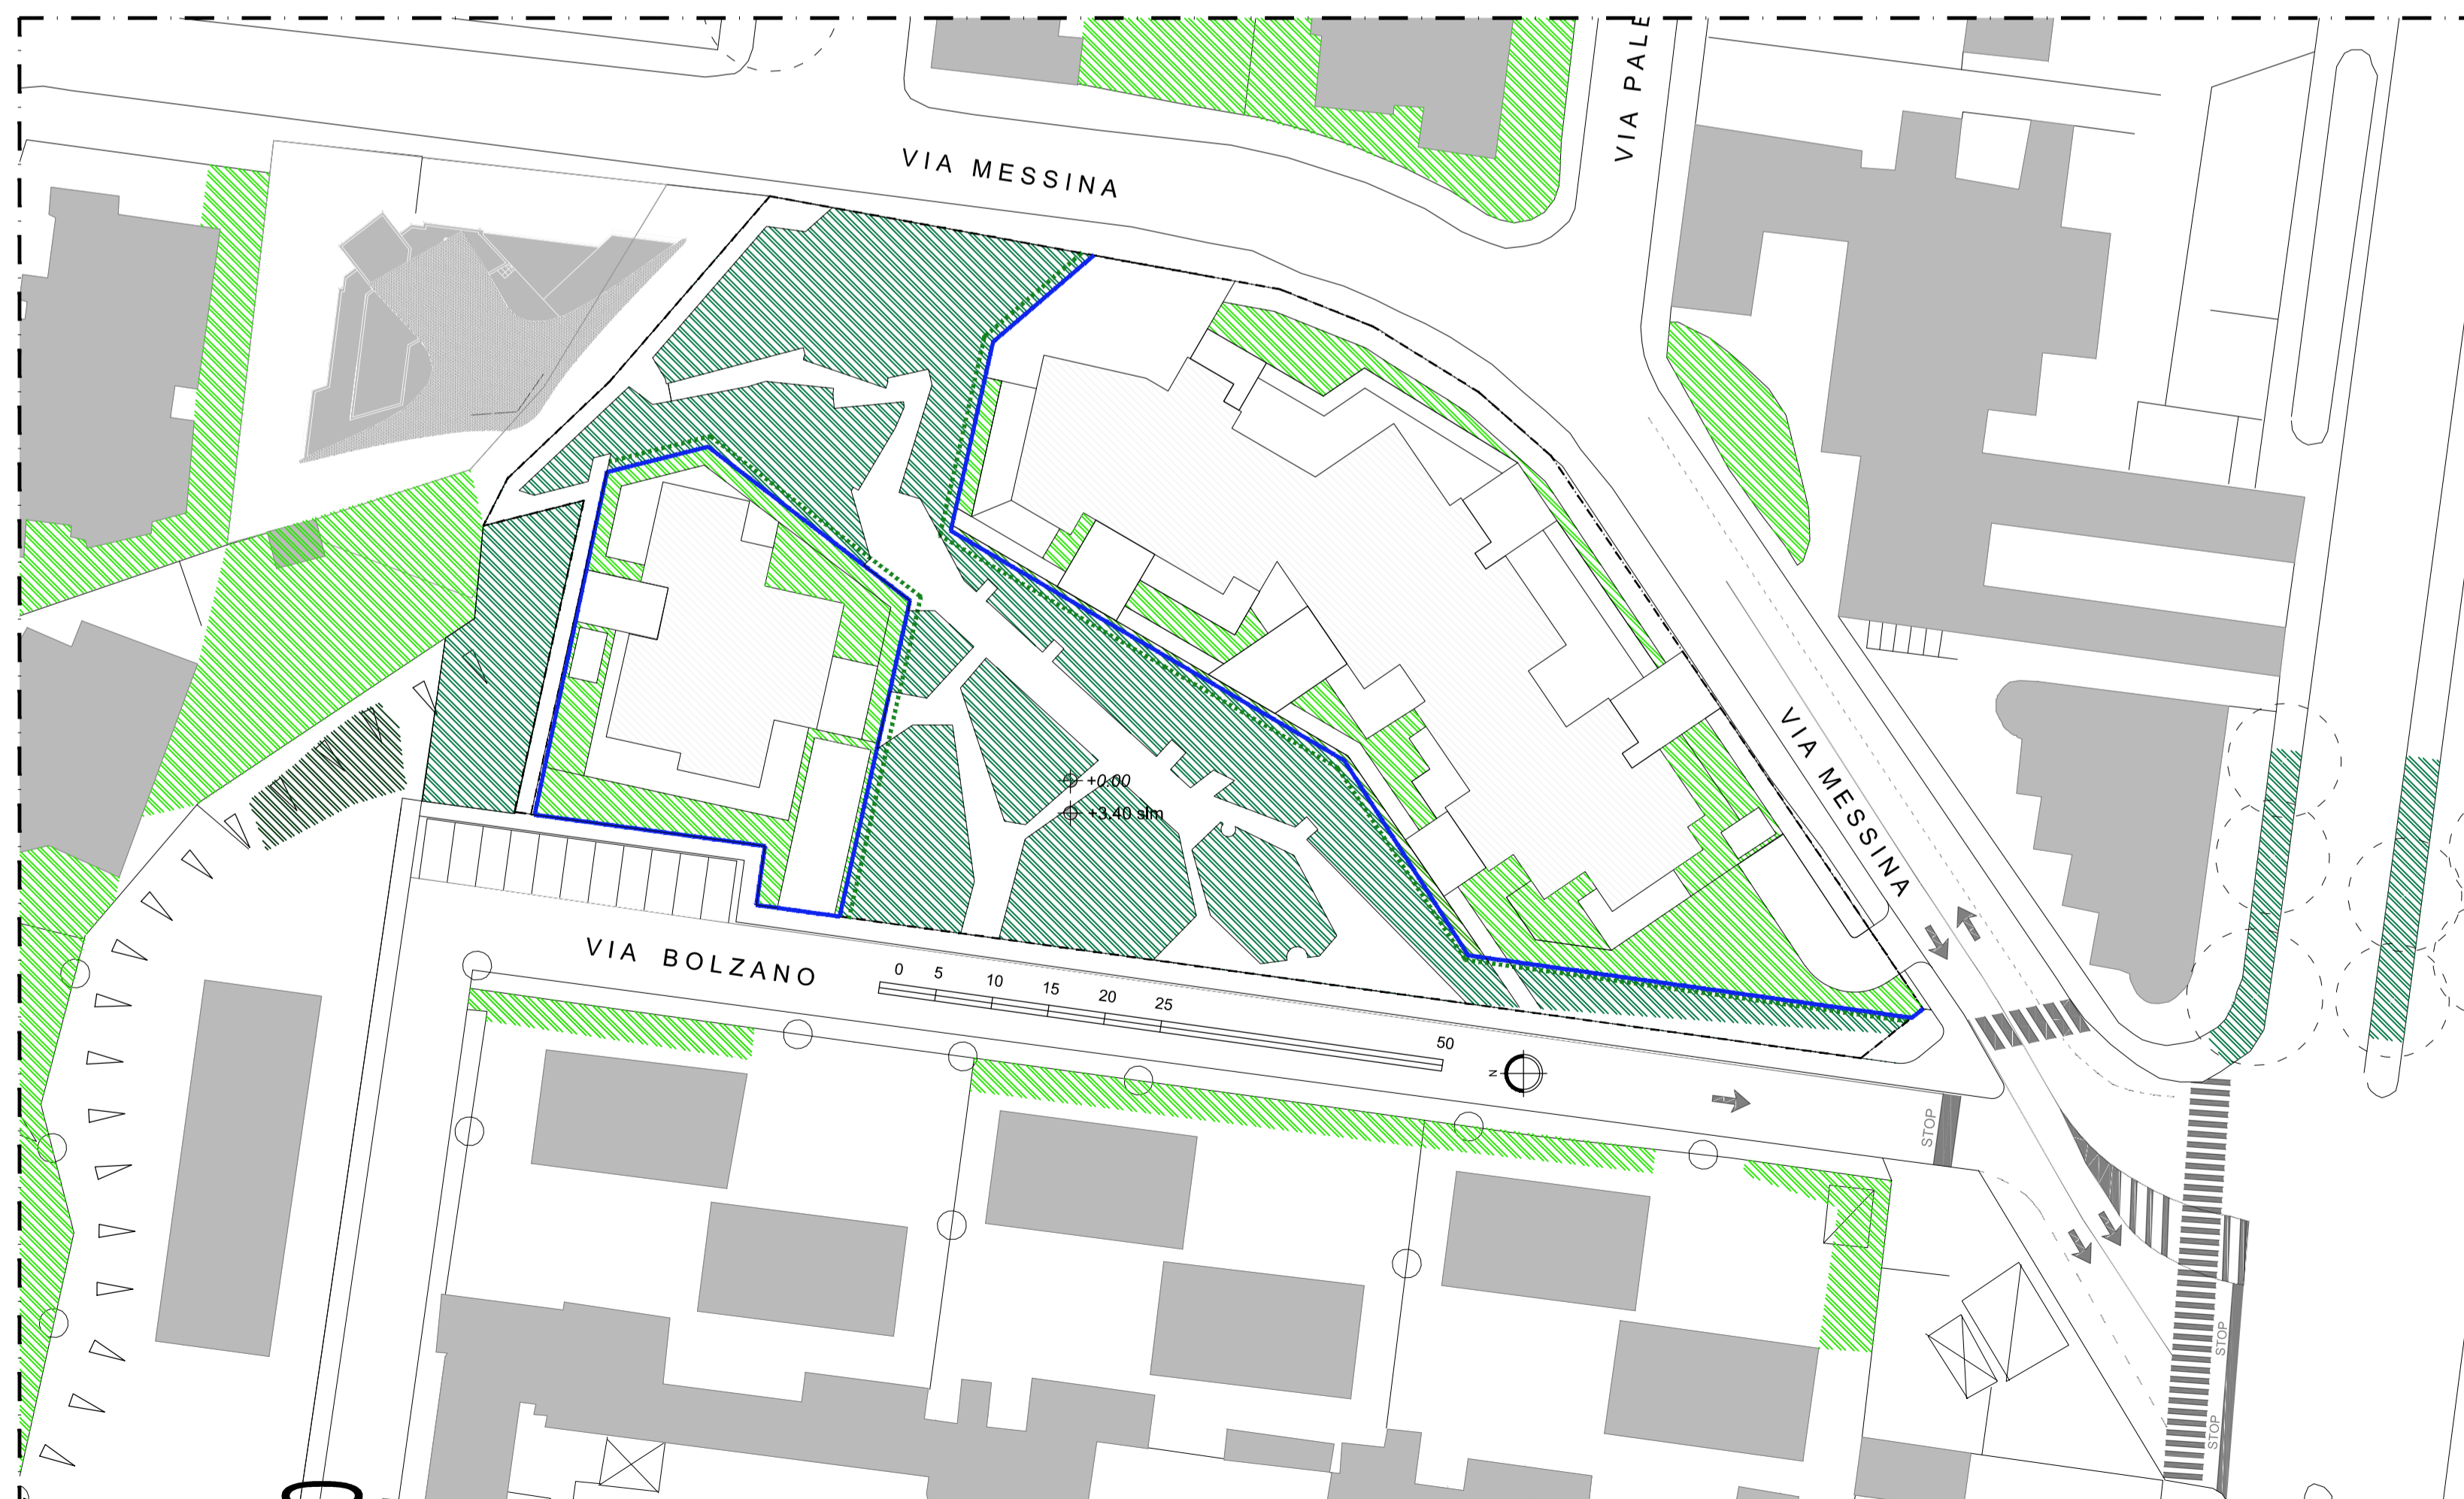 VIA PALE
VIA MESSINA
VIA MESSINA
+0.00
+3.40 slm
VIA BOLZANO
0 5 10 15 20 25 50
N
STOP
STOP
STOP